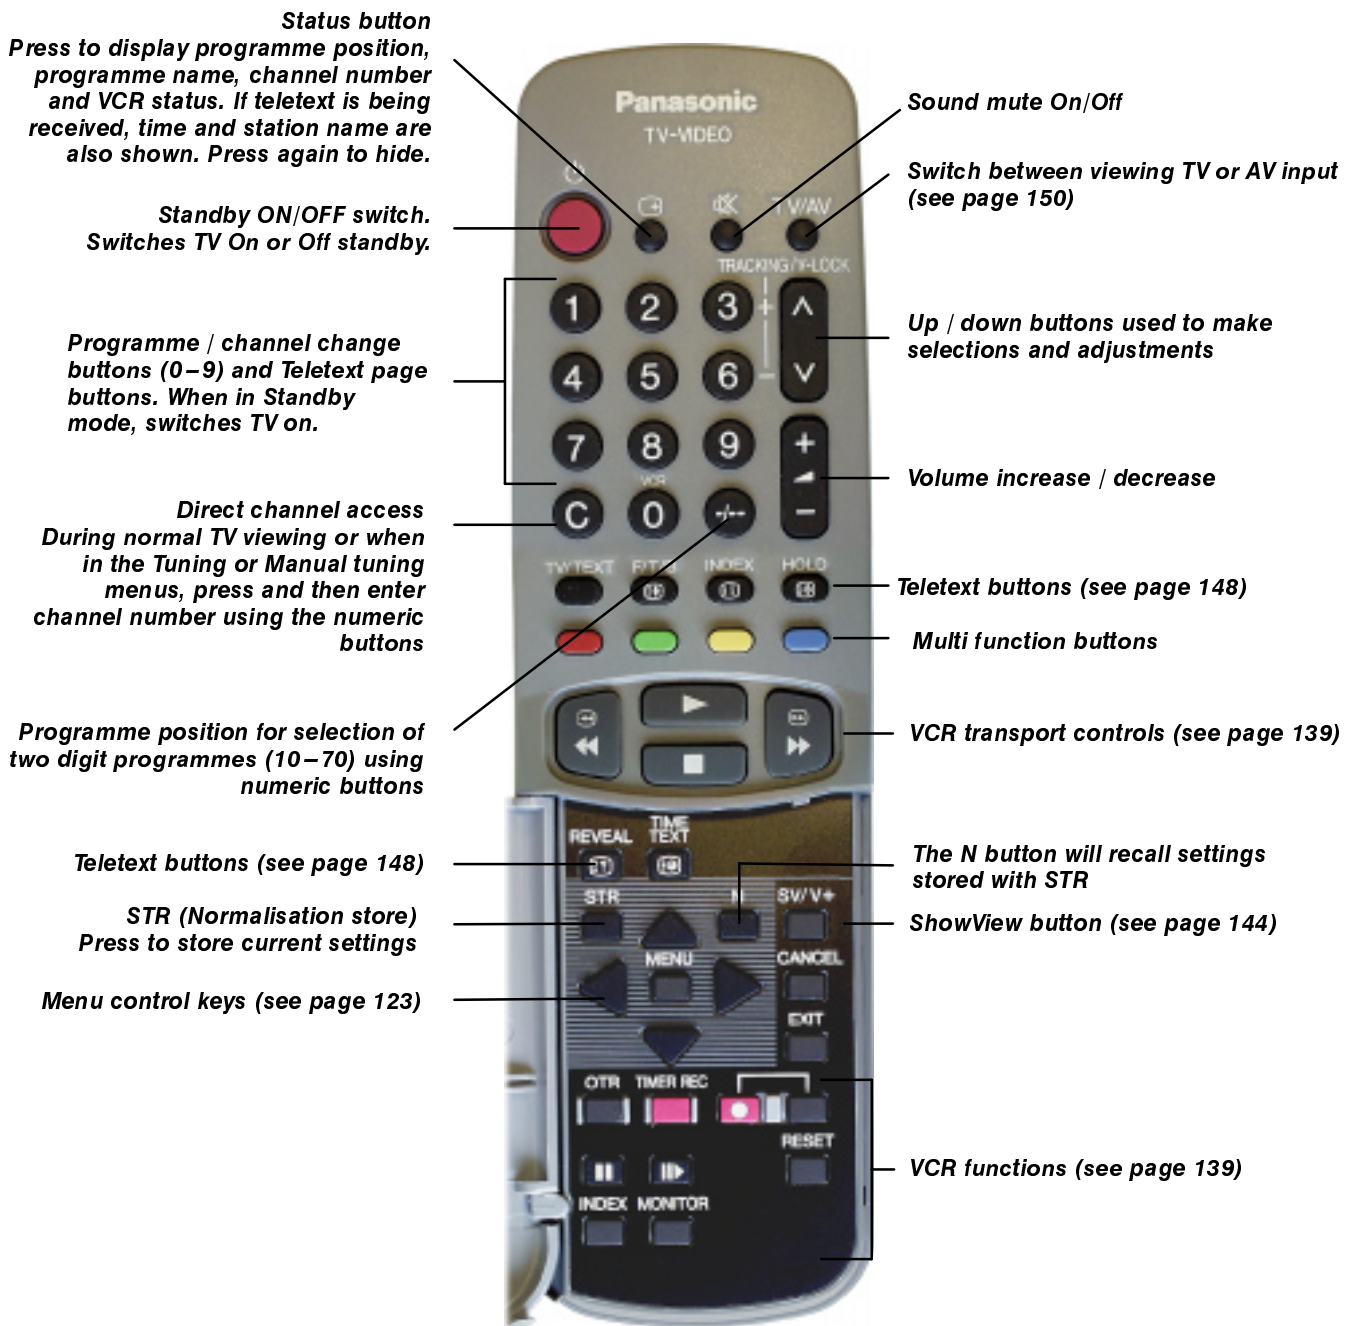 Status button
Press to display programme position,
programme name, channel number
and VCR status. If teletext is being
received, time and station name are
also shown. Press again to hide.
Standby ON/OFF switch.
Switches TV On or Off standby.
Programme / channel change
buttons (0–9) and Teletext page
buttons. When in Standby
mode, switches TV on.
Direct channel access
During normal TV viewing or when
in the Tuning or Manual tuning
menus, press and then enter
channel number using the numeric
buttons
Programme position for selection of
two digit programmes (10–70) using
numeric buttons
Teletext buttons (see page 148)
STR (Normalisation store)
Press to store current settings
Menu control keys (see page 123)
Panasonic
TV-VIDEO
TV/AV
TRACKING/V-LOCK
1 2 3 +
4 5 6 –
7 8 9 +
VCR
C 0 -/-- –
TV/TEXT F/T/B INDEX HOLD
REVEAL TIME
TEXT
STR N SV/V+
MENU CANCEL
EXIT
OTR TIMER REC
RESET
INDEX MONITOR
Sound mute On/Off
Switch between viewing TV or AV input
(see page 150)
Up / down buttons used to make
selections and adjustments
Volume increase / decrease
Teletext buttons (see page 148)
Multi function buttons
VCR transport controls (see page 139)
The N button will recall settings
stored with STR
ShowView button (see page 144)
VCR functions (see page 139)